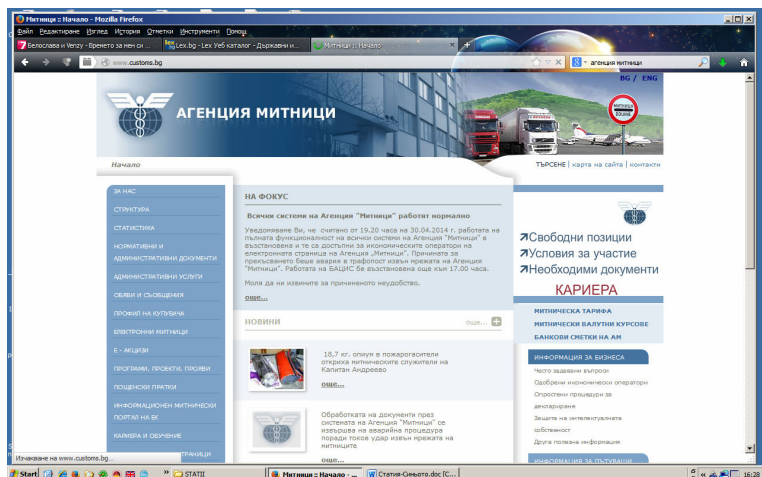 Митници :: Начало - Mozilla Firefox
Файл Редактиране Изглед История Отметки Инструменти Помощ
Белослава и Venzy - Времето за мен си ...
Lex.bg - Lex Уеб каталог - Държавни и...
Митници :: Начало
www.customs.bg
агенция митници
BG / ENG
АГЕНЦИЯ МИТНИЦИ
МИТНИЦА
DOUANE
Начало
ТЪРСЕНЕ | карта на сайта | контакти
ЗА НАС
СТРУКТУРА
СТАТИСТИКА
НОРМАТИВНИ И
АДМИНИСТРАТИВНИ ДОКУМЕНТИ
АДМИНИСТРАТИВНИ УСЛУГИ
ОБЯВИ И СЪОБЩЕНИЯ
ПРОФИЛ НА КУПУВАЧА
ЕЛЕКТРОННИ МИТНИЦИ
Е - АКЦИЗИ
ПРОГРАМИ, ПРОЕКТИ, ПРОЯВИ
ПОЩЕНСКИ ПРАТКИ
ИНФОРМАЦИОНЕН МИТНИЧЕСКИ
ПОРТАЛ НА ЕК
КАРИЕРА И ОБУЧЕНИЕ
НА ФОКУС
Всички системи на Агенция "Митници" работят нормално
Уведомяваме Ви, че считано от 19.20 часа на 30.04.2014 г. работата на
пълната функционалност на всички системи на Агенция "Митници" е
възстановена и те са достъпни за икономическите оператори на
електронната страница на Агенция „Митници". Причината за
прекъсването беше авария в трафопост извън мрежата на Агенция
"Митници". Работата на БАЦИС бе възстановена още към 17.00 часа.
Моля да ни извините за причиненото неудобство.
още...
НОВИНИ
още...
18,7 кг. опиум в пожарогасители
откриха митническите служители на
Капитан Андреево
още...
Обработката на документи през
системата на Агенция "Митници" се
извършва на аварийна процедура
поради токов удар извън мрежата на
митниците
още...
Свободни позиции
Условия за участие
Необходими документи
КАРИЕРА
МИТНИЧЕСКА ТАРИФА
МИТНИЧЕСКИ ВАЛУТНИ КУРСОВЕ
БАНКОВИ СМЕТКИ НА АМ
ИНФОРМАЦИЯ ЗА БИЗНЕСА
Често задавани въпроси
Одобрени икономически оператори
Опростени процедури за
деклариране
Защита на интелектуалната
собственост
Друга полезна информация
ИНФОРМАЦИЯ ЗА ПЪТУВАЩИ
Изчакване на www.customs.bg...
Start
STATII
Митници :: Начало - ...
Статия-Синьото.doc [C...
16:28